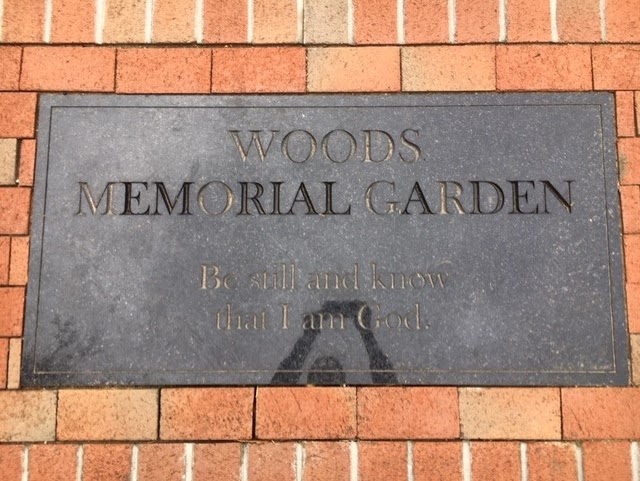 WOODS
MEMORIAL GARDEN
Be still and know
that I am God.